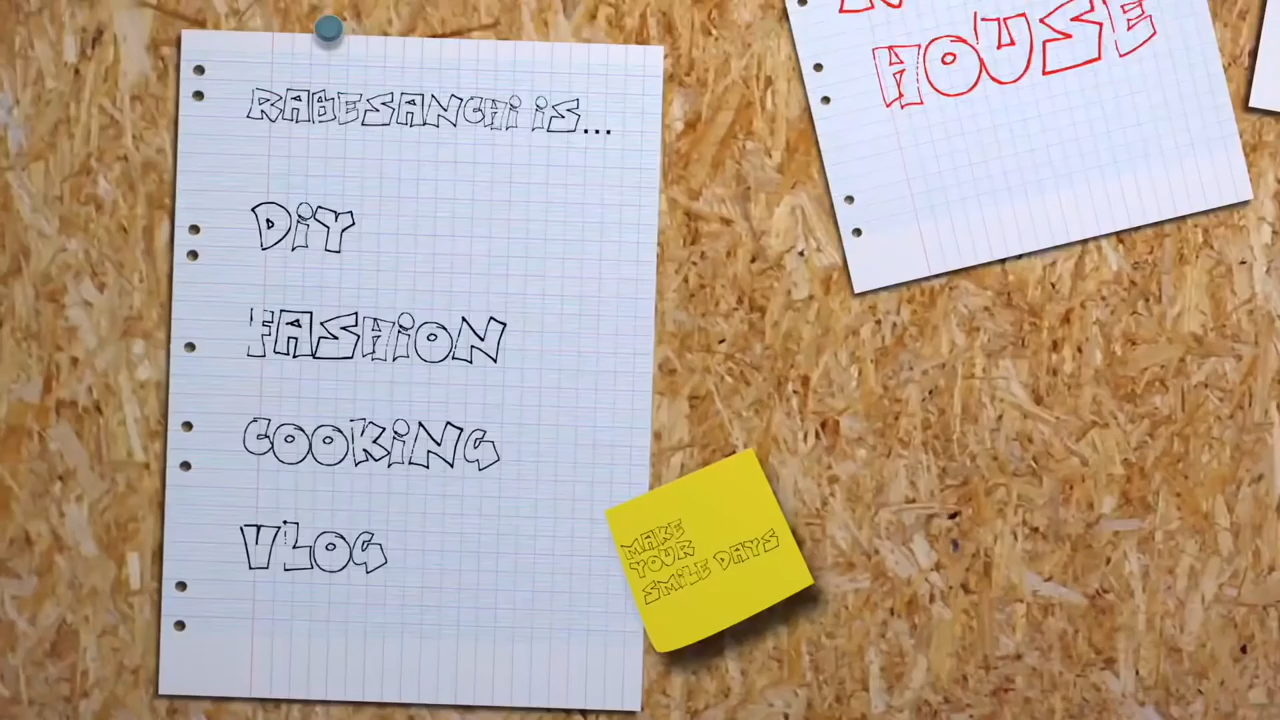 RABESANCHi iS...
DiY
FASHiON
COOKiNG
VLOG
MAKE
YOUR
SMiLE DAYS
HOUSE